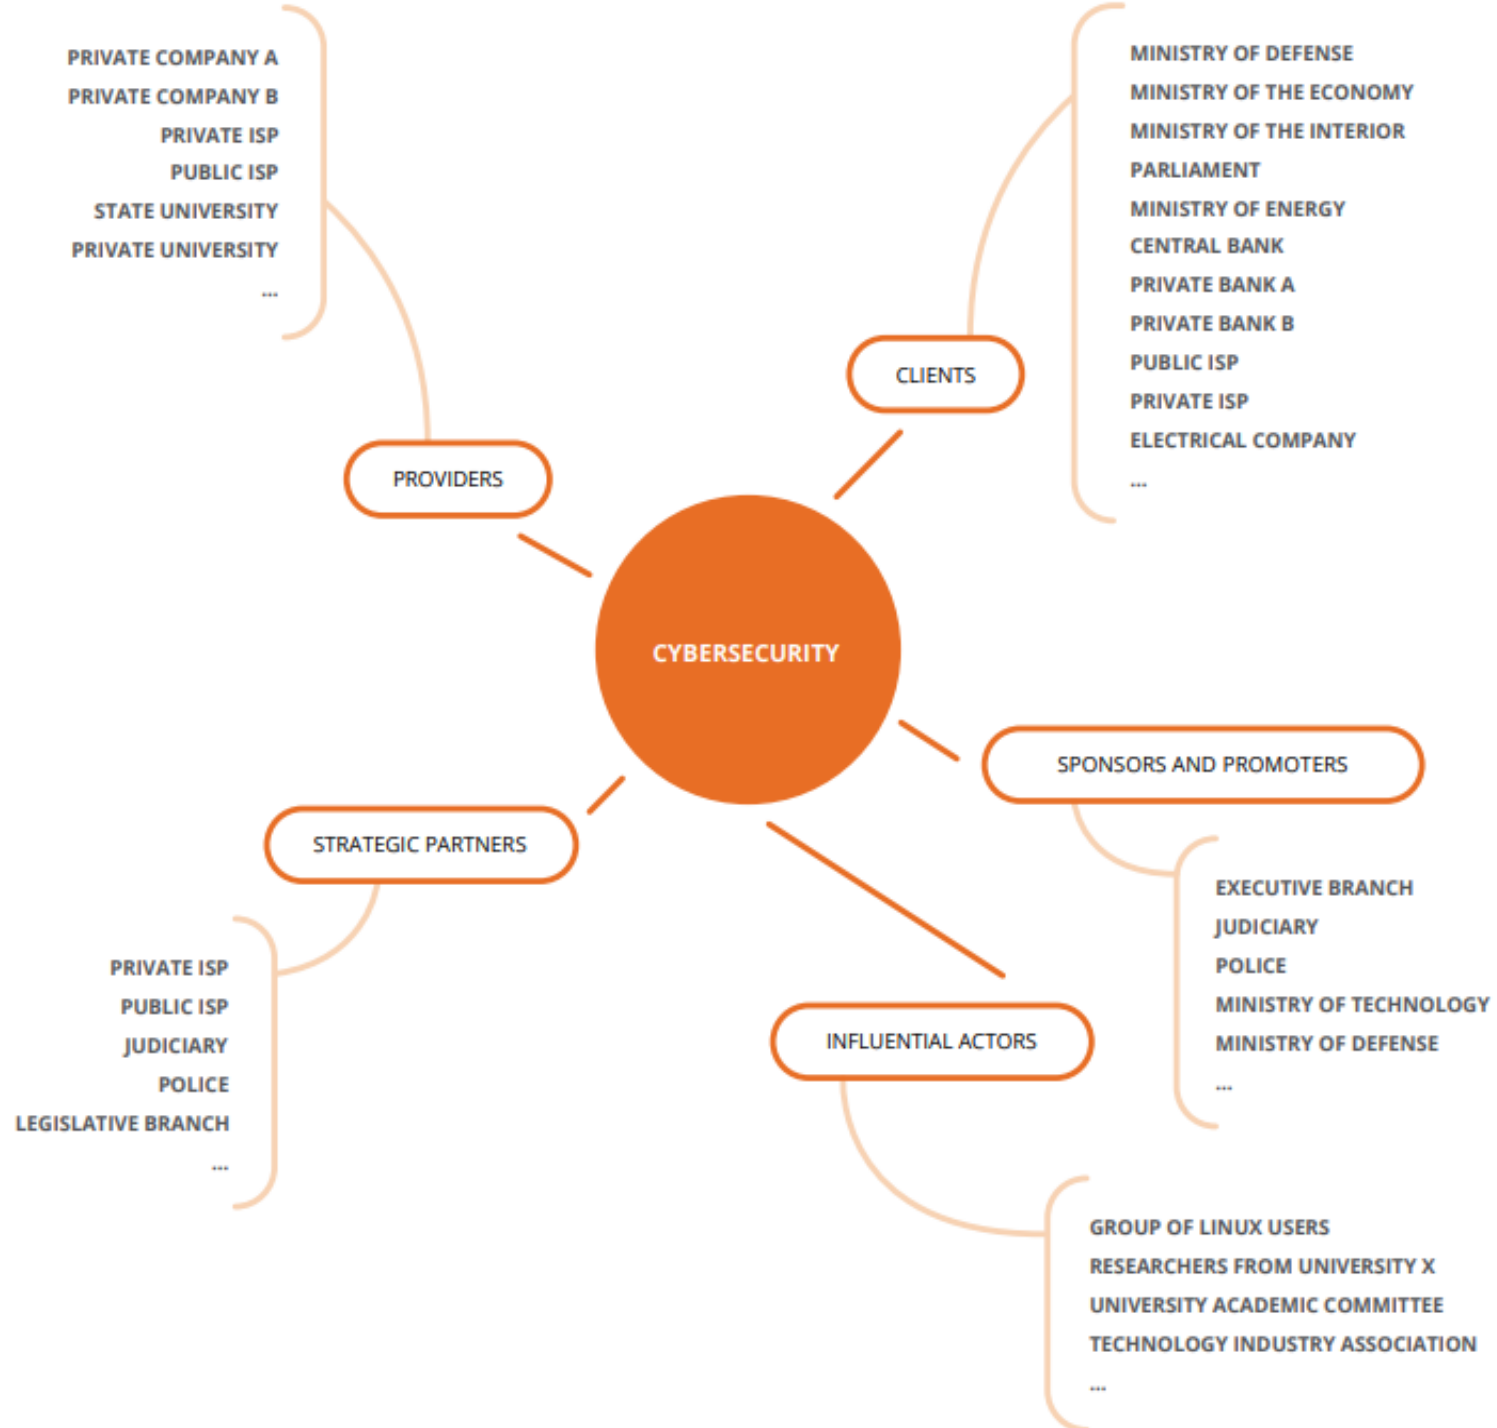 PRIVATE COMPANY A
PRIVATE COMPANY B
PRIVATE ISP
PUBLIC ISP
STATE UNIVERSITY
PRIVATE UNIVERSITY
...
PROVIDERS
MINISTRY OF DEFENSE
MINISTRY OF THE ECONOMY
MINISTRY OF THE INTERIOR
PARLIAMENT
MINISTRY OF ENERGY
CENTRAL BANK
PRIVATE BANK A
PRIVATE BANK B
PUBLIC ISP
PRIVATE ISP
ELECTRICAL COMPANY
...
CLIENTS
CYBERSECURITY
SPONSORS AND PROMOTERS
EXECUTIVE BRANCH
JUDICIARY
POLICE
MINISTRY OF TECHNOLOGY
MINISTRY OF DEFENSE
...
STRATEGIC PARTNERS
PRIVATE ISP
PUBLIC ISP
JUDICIARY
POLICE
LEGISLATIVE BRANCH
...
INFLUENTIAL ACTORS
GROUP OF LINUX USERS
RESEARCHERS FROM UNIVERSITY X
UNIVERSITY ACADEMIC COMMITTEE
TECHNOLOGY INDUSTRY ASSOCIATION
...